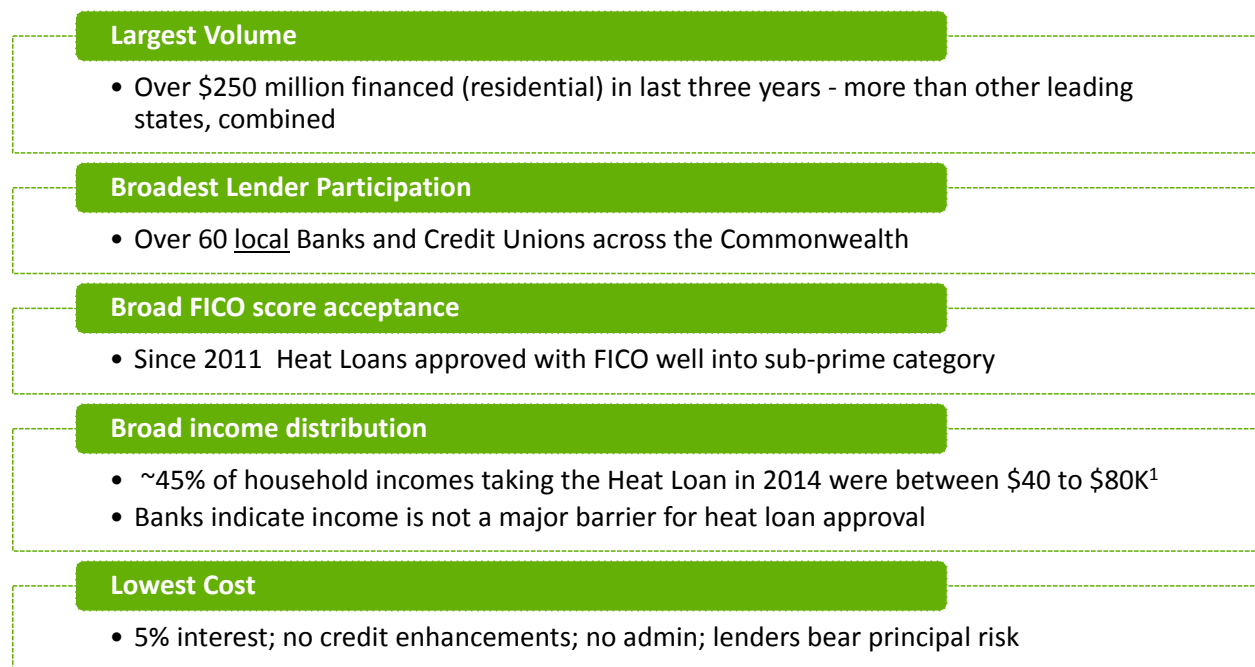 Largest Volume
• Over $250 million financed (residential) in last three years - more than other leading
states, combined
Broadest Lender Participation
• Over 60 local Banks and Credit Unions across the Commonwealth
Broad FICO score acceptance
• Since 2011  Heat Loans approved with FICO well into sub-prime category
Broad income distribution
• ~45% of household incomes taking the Heat Loan in 2014 were between $40 to $80K¹
• Banks indicate income is not a major barrier for heat loan approval
Lowest Cost
• 5% interest; no credit enhancements; no admin; lenders bear principal risk